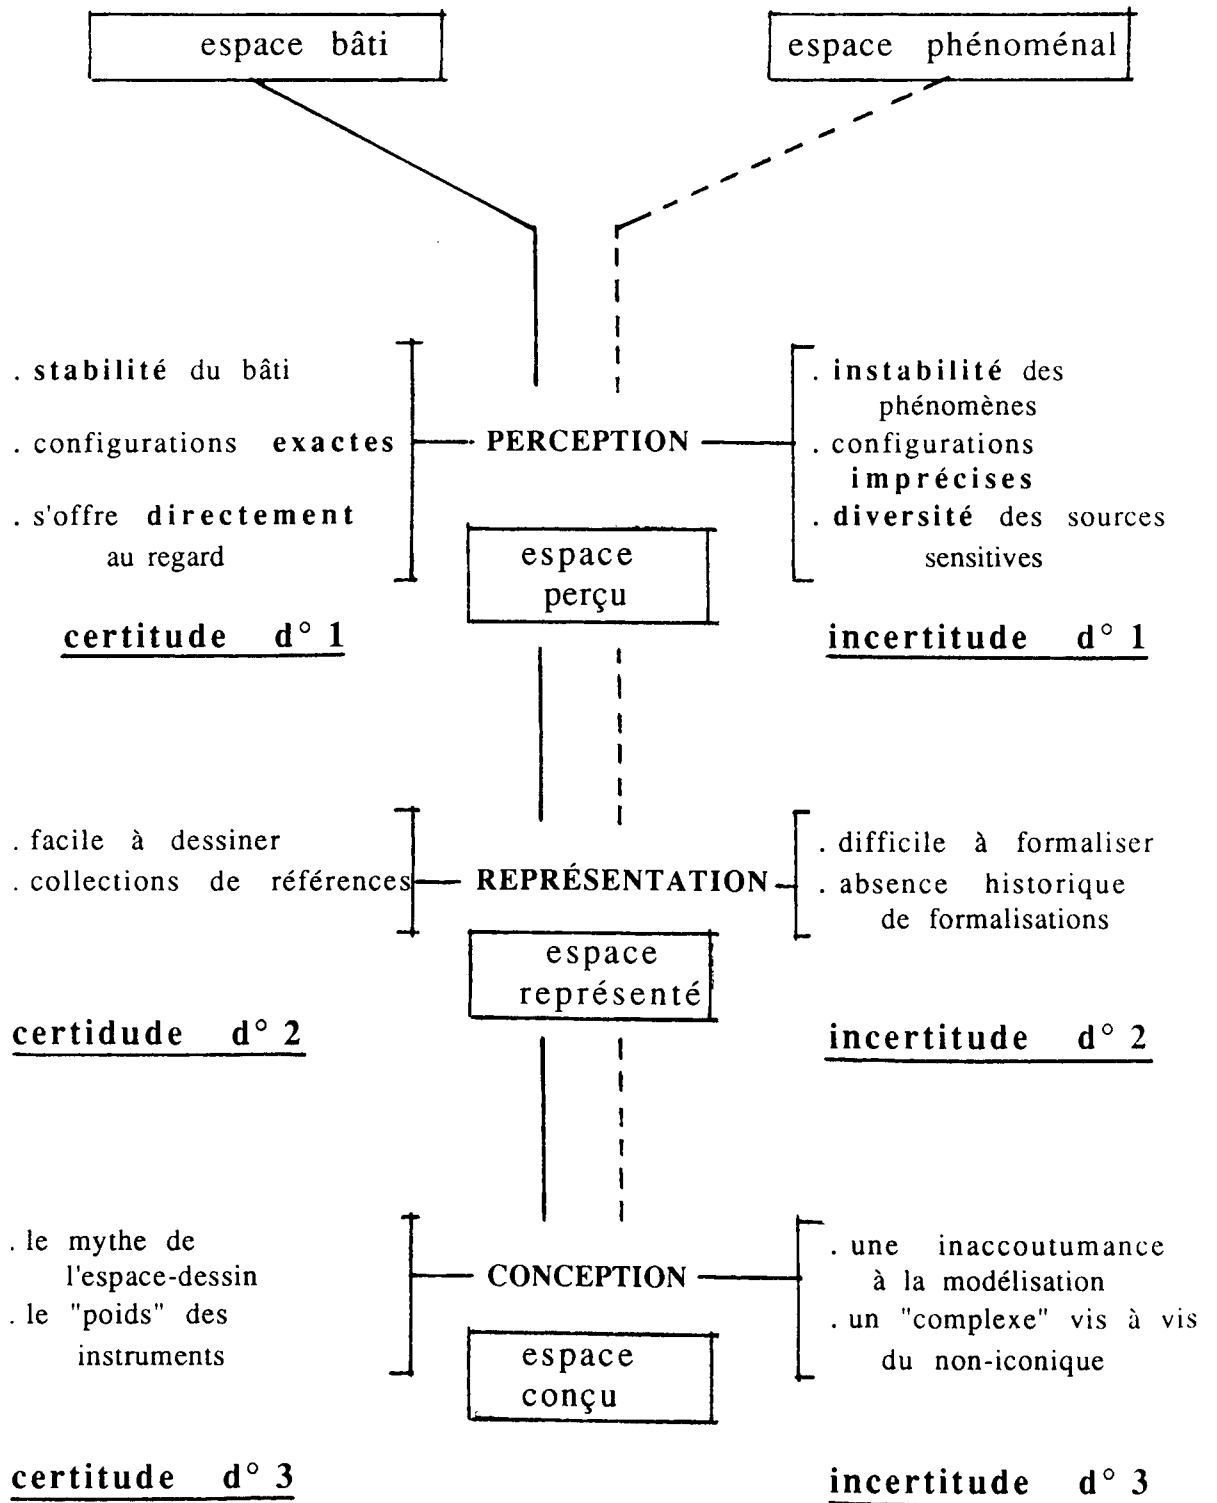 espace bâti
espace phénoménal
. stabilité du bâti
. configurations exactes
. s'offre directement
au regard
certitude d° 1
PERCEPTION
espace
perçu
. instabilité des
phénomènes
. configurations
imprécises
. diversité des sources
sensitives
incertitude d° 1
. facile à dessiner
. collections de références
certidude d° 2
REPRÉSENTATION
espace
représenté
. difficile à formaliser
. absence historique
de formalisations
incertitude d° 2
. le mythe de
l'espace-dessin
. le "poids" des
instruments
certitude d° 3
CONCEPTION
espace
conçu
. une inaccoutumance
à la modélisation
. un "complexe" vis à vis
du non-iconique
incertitude d° 3